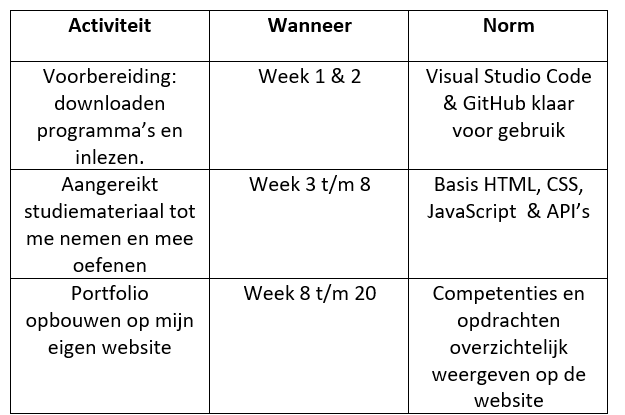 Activiteit
Wanneer
Norm
Voorbereiding:
downloaden
programma’s en
inlezen.
Week 1 & 2
Visual Studio Code
& GitHub klaar
voor gebruik
Aangereikt
studiemateriaal tot
me nemen en mee
oefenen
Week 3 t/m 8
Basis HTML, CSS,
JavaScript & API’s
Portfolio
opbouwen op mijn
eigen website
Week 8 t/m 20
Competenties en
opdrachten
overzichtelijk
weergeven op de
website